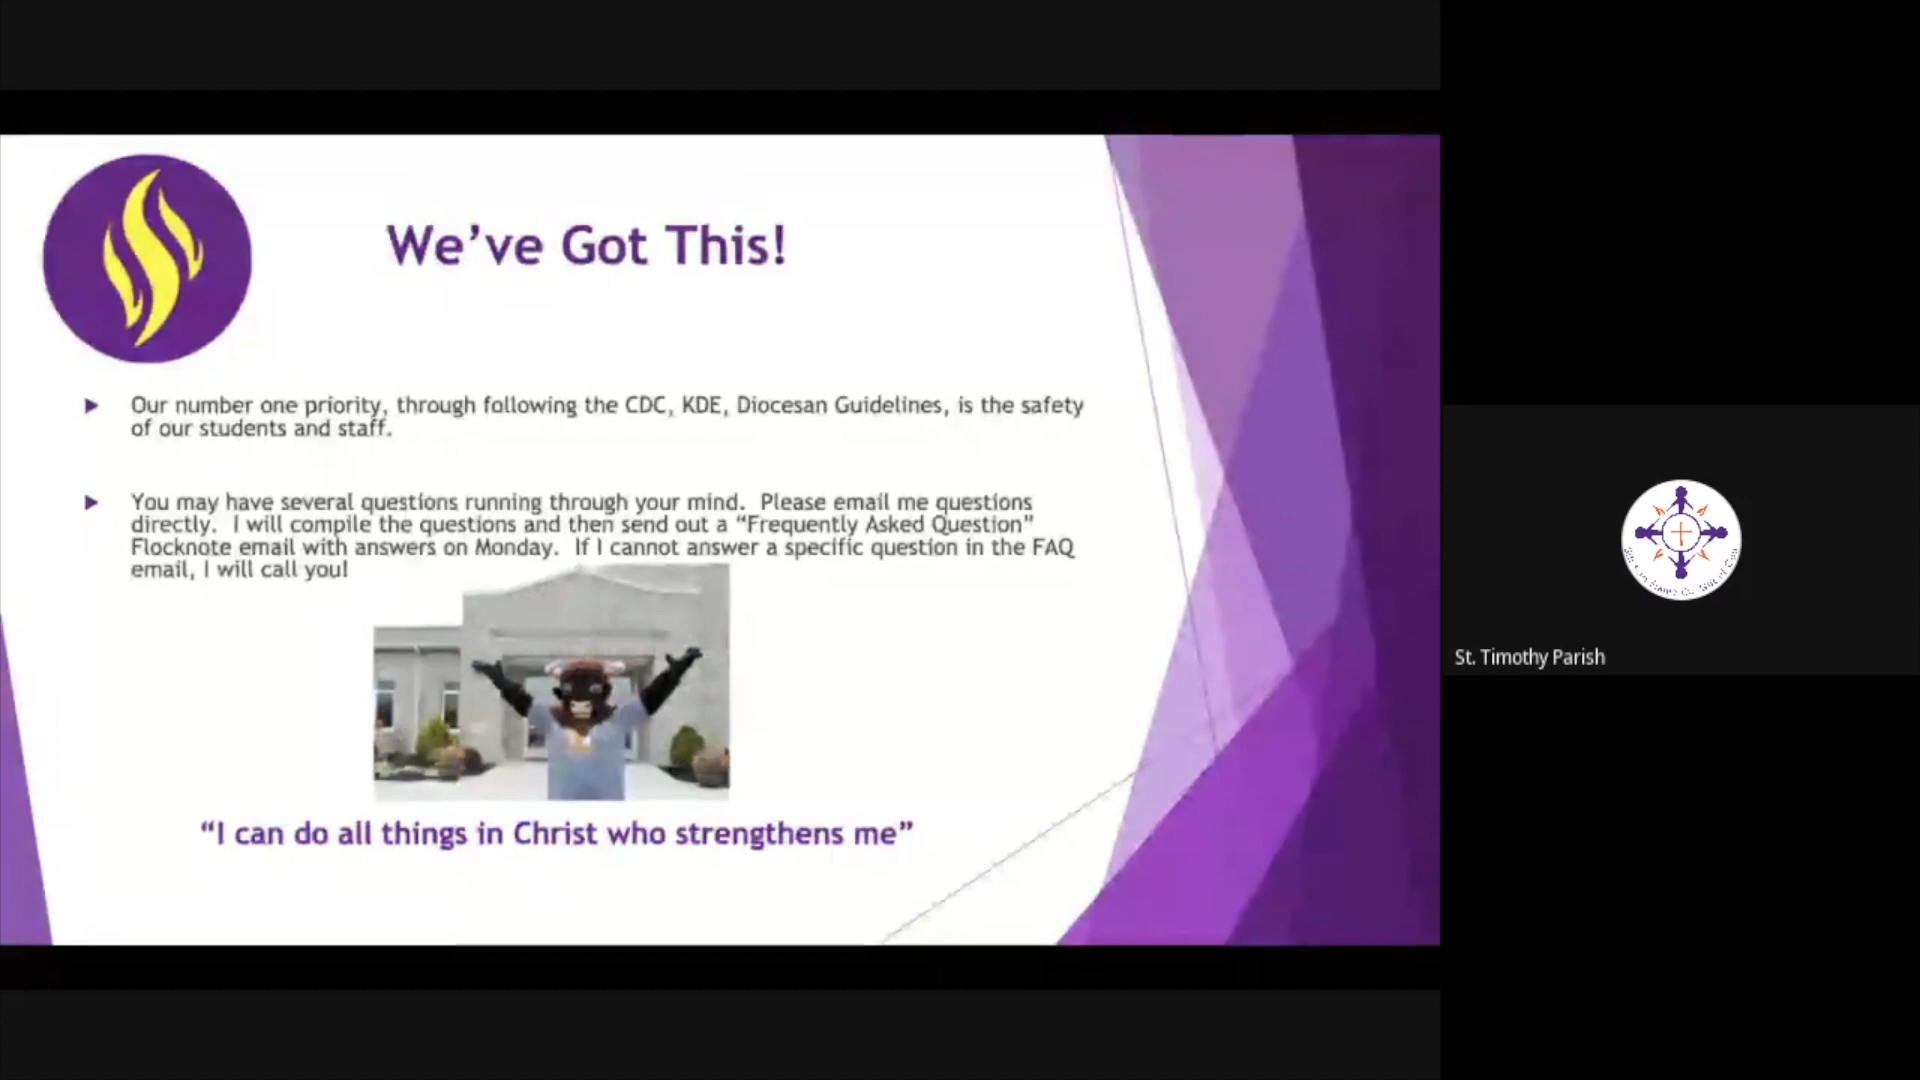 We’ve Got This!
Our number one priority, through following the CDC, KDE, Diocesan Guidelines, is the safety
of our students and staff.
You may have several questions running through your mind.  Please email me questions
directly.  I will compile the questions and then send out a “Frequently Asked Question”
Flocknote email with answers on Monday.  If I cannot answer a specific question in the FAQ
email, I will call you!
“I can do all things in Christ who strengthens me”
St. Timothy Parish